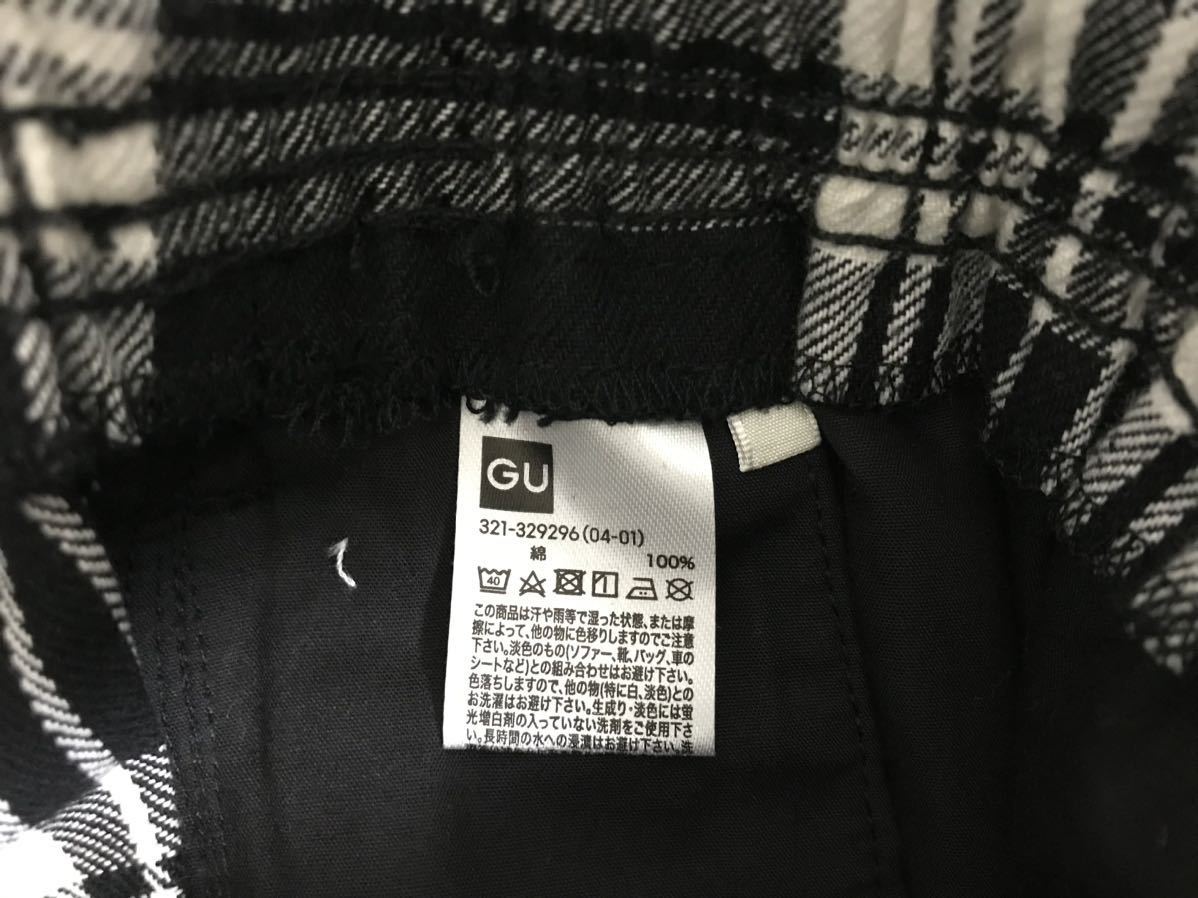 GU
321-329296(04-01)
綿 100%
40
この商品は汗や雨等で湿った状態、または摩
擦によって、他の物に色移りしますのでご注意
下さい。淡色のもの(ソファー、靴、バッグ、車の
シートなど)との組み合わせはお避け下さい。
色落ちしますので、他の物(特に白、淡色)との
お洗濯はお避け下さい。生成り・淡色には蛍
光増白剤の入っていない洗剤をご使用下さ
い。長時間の水への浸漬はお避け下さい。洗